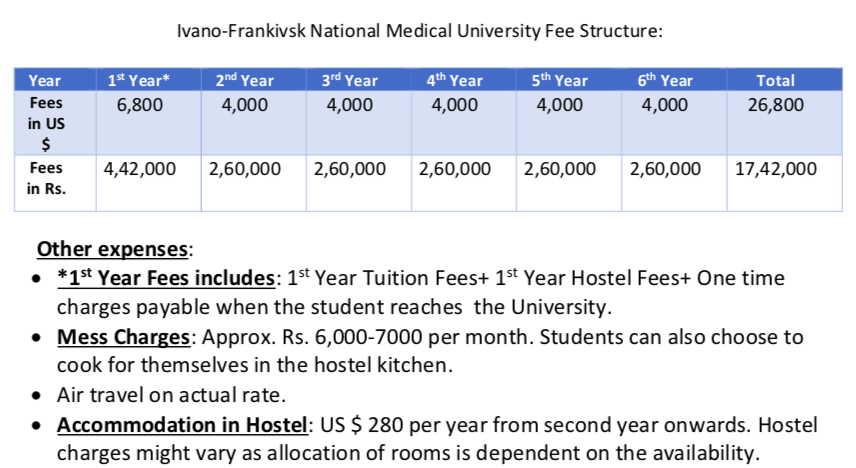 Ivano-Frankivsk National Medical University Fee Structure:
Year 1st Year* 2nd Year 3rd Year 4th Year 5th Year 6th Year Total
Fees in US $ 6,800 4,000 4,000 4,000 4,000 4,000 26,800
Fees in Rs. 4,42,000 2,60,000 2,60,000 2,60,000 2,60,000 2,60,000 17,42,000
Other expenses:
• *1st Year Fees includes: 1st Year Tuition Fees+ 1st Year Hostel Fees+ One time
charges payable when the student reaches the University.
• Mess Charges: Approx. Rs. 6,000-7000 per month. Students can also choose to
cook for themselves in the hostel kitchen.
• Air travel on actual rate.
• Accommodation in Hostel: US $ 280 per year from second year onwards. Hostel
charges might vary as allocation of rooms is dependent on the availability.